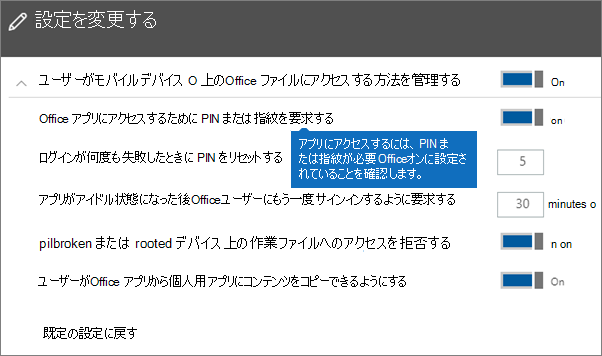 設定を変更する
ユーザーがモバイルデバイス O 上のOffice ファイルにアクセスする方法を管理する On
Office アプリにアクセスするために PIN または指紋を要求する on
アプリにアクセスするには、PIN ま
たは指紋が必要 Officeオンに設定さ
れていることを確認します。
ログインが何度も失敗したときに PIN をリセットする 5
アプリがアイドル状態になった後Officeユーザーにもう一度サインインするように要求する 30 minutes o
pilbroken または rooted デバイス上の作業ファイルへのアクセスを拒否する n on
ユーザーがOffice アプリから個人用アプリにコンテンツをコピーできるようにする On
既定の設定に戻す